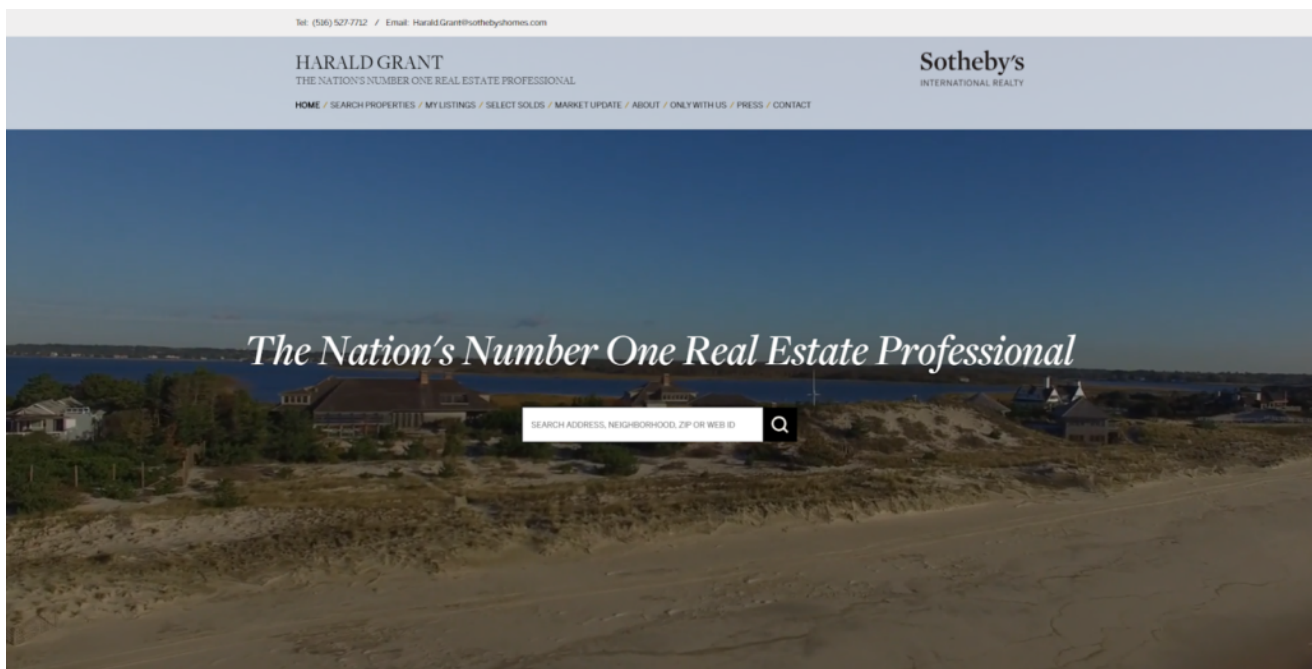 Tel: (516) 527-7712 / Email: Harald.Grant@sothebyshomes.com
HARALD GRANT
THE NATION'S NUMBER ONE REAL ESTATE PROFESSIONAL
Sotheby's
INTERNATIONAL REALTY
HOME / SEARCH PROPERTIES / MY LISTINGS / SELECT SOLDS / MARKET UPDATE / ABOUT / ONLY WITH US / PRESS / CONTACT
The Nation's Number One Real Estate Professional
SEARCH ADDRESS, NEIGHBORHOOD, ZIP OR WEB ID